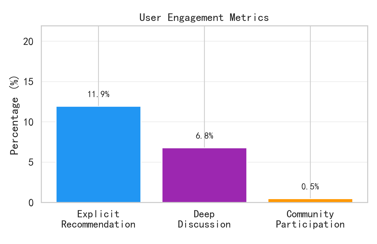 User Engagement Metrics
Percentage (%)
20
15
10
5
0
11.9%
6.8%
0.5%
Explicit
Recommendation
Deep
Discussion
Community
Participation